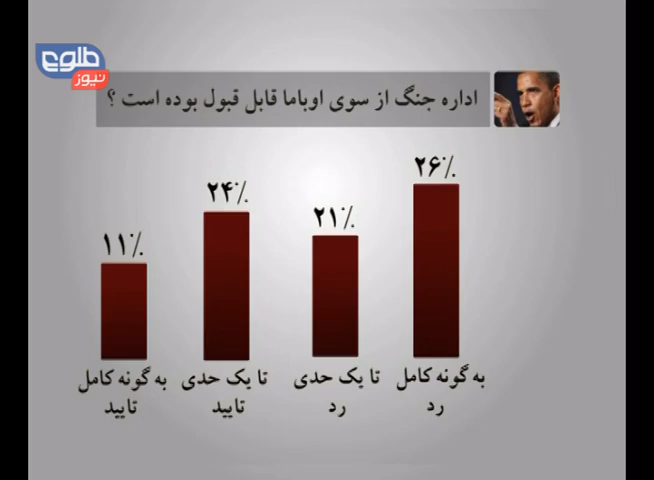 طلوع
نیوز
اداره جنگ از سوی اوباما قابل قبول بوده است ؟
۲۶٪
۲۱٪
۲۴٪
۱۱٪
به گونه کامل
رد
تا یک حدی
رد
تا یک حدی
تایید
به گونه کامل
تایید